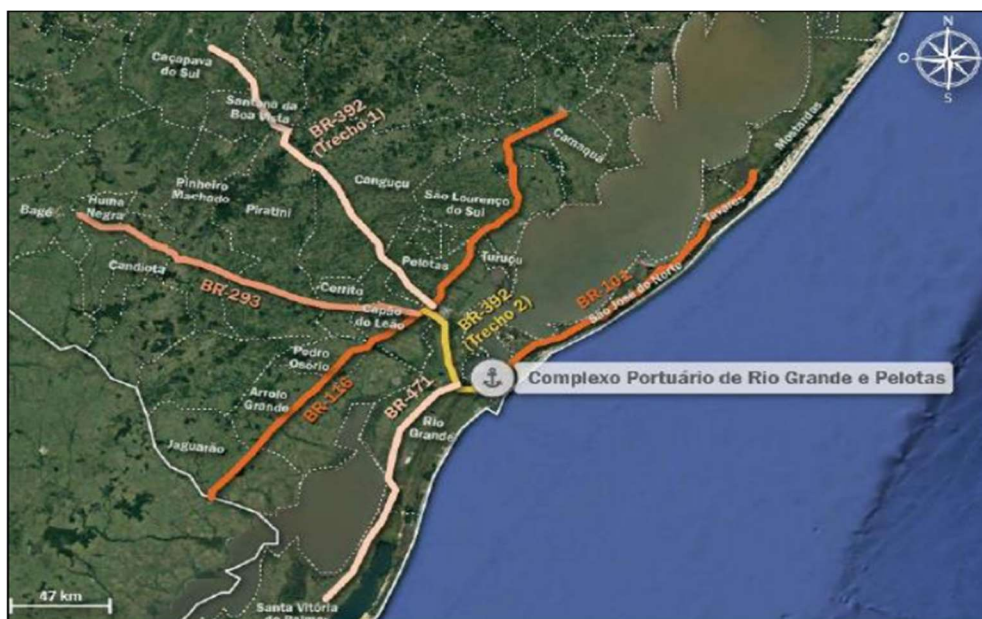 N
O
S
Caçapava
do Sul
Santana da
Boa Vista
BR-392
(Trecho 1)
Camaquã
Mostardas
Canguçu
Pinheiro
Machado
São Lourenço
do Sul
Hulha
Negra
Bagé
Piratini
Tavares
Candiota
Pelotas
Turuçu
BR-293
Cerrito
BR-101
São José do Norte
Capão
do Leão
BR-392
(Trecho 2)
Pedro
Osório
Complexo Portuário de Rio Grande e Pelotas
Arroio
Grande
BR-116
BR-471
Rio
Grande
Jaguarão
47 km
Santa Vitória